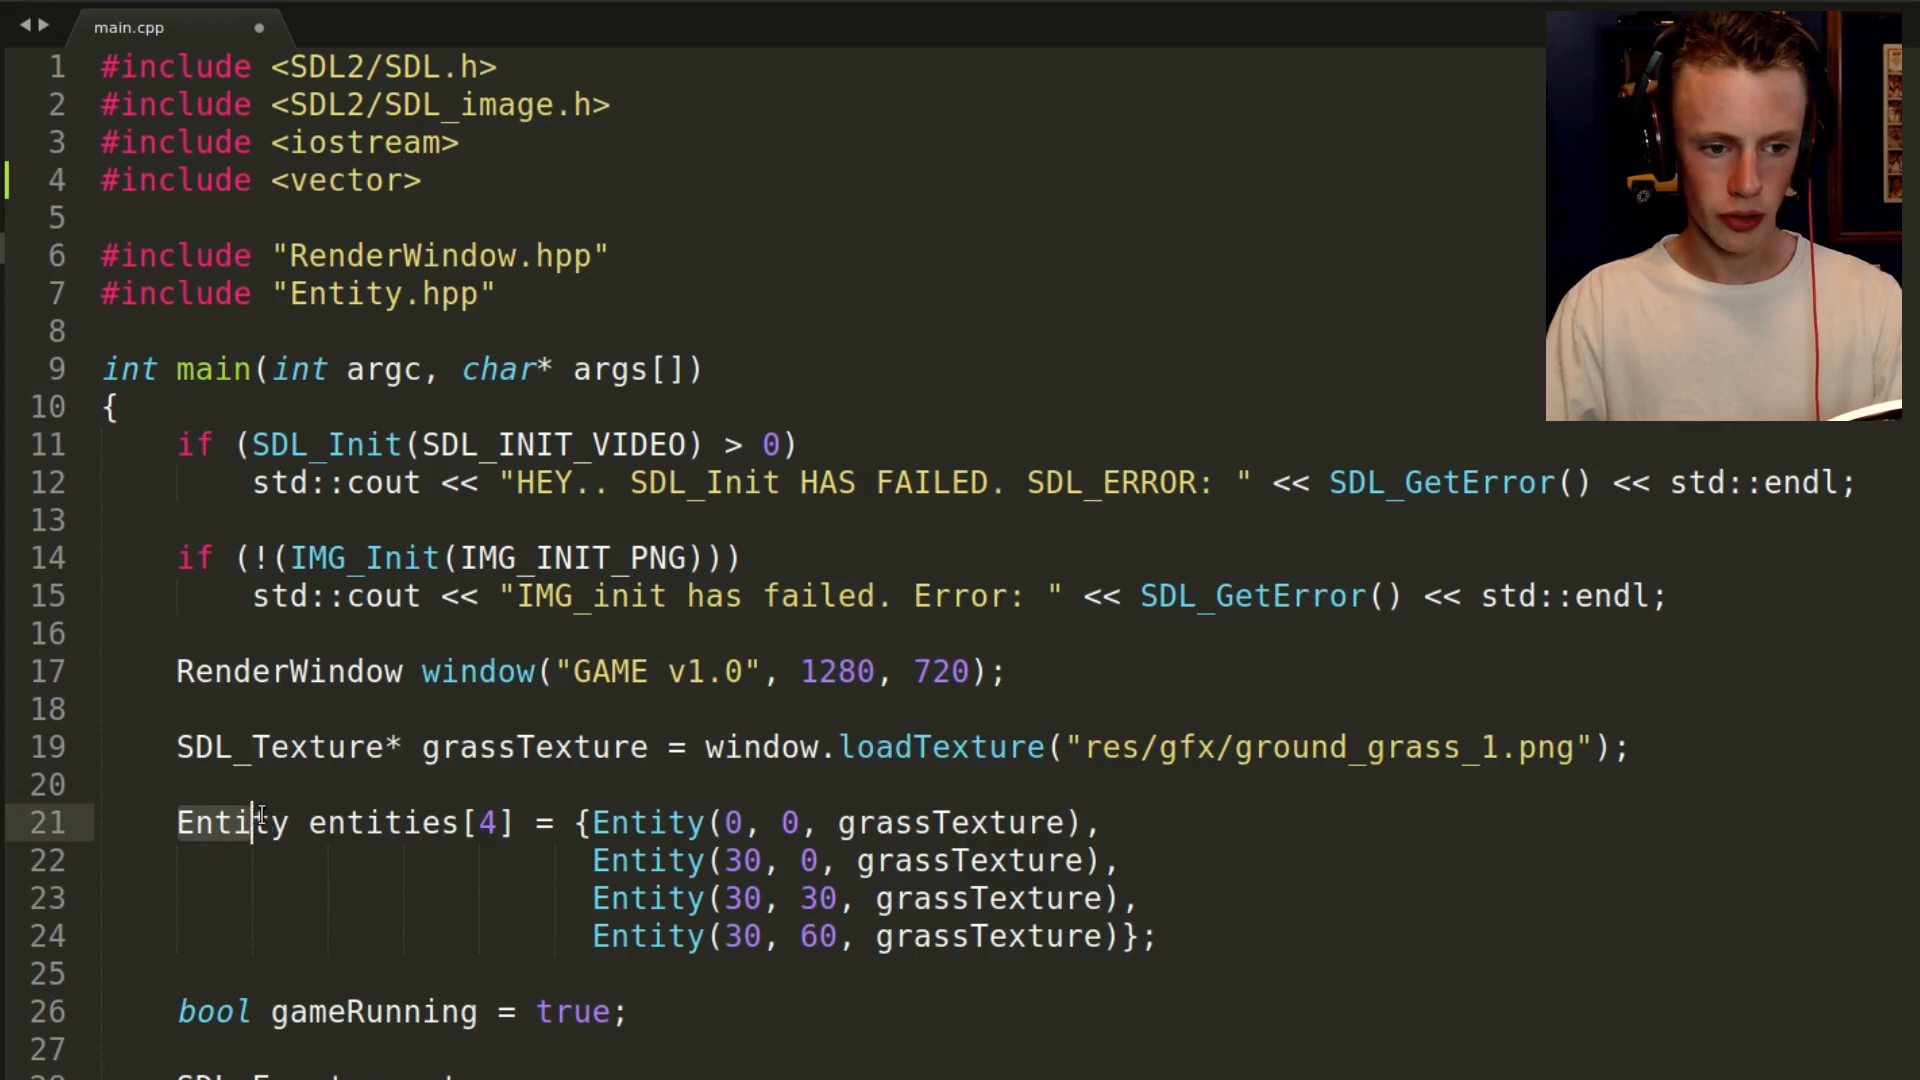 main.cpp
1 #include <SDL2/SDL.h>
2 #include <SDL2/SDL_image.h>
3 #include <iostream>
4 #include <vector>
5
6 #include "RenderWindow.hpp"
7 #include "Entity.hpp"
8
9 int main(int argc, char* args[])
10 {
11 if (SDL_Init(SDL_INIT_VIDEO) > 0)
12 std::cout << "HEY.. SDL_Init HAS FAILED. SDL_ERROR: " << SDL_GetError() << std::endl;
13
14 if (!(IMG_Init(IMG_INIT_PNG)))
15 std::cout << "IMG_init has failed. Error: " << SDL_GetError() << std::endl;
16
17 RenderWindow window("GAME v1.0", 1280, 720);
18
19 SDL_Texture* grassTexture = window.loadTexture("res/gfx/ground_grass_1.png");
20
21 Entity entities[4] = {Entity(0, 0, grassTexture),
22 Entity(30, 0, grassTexture),
23 Entity(30, 30, grassTexture),
24 Entity(30, 60, grassTexture)};
25
26 bool gameRunning = true;
27